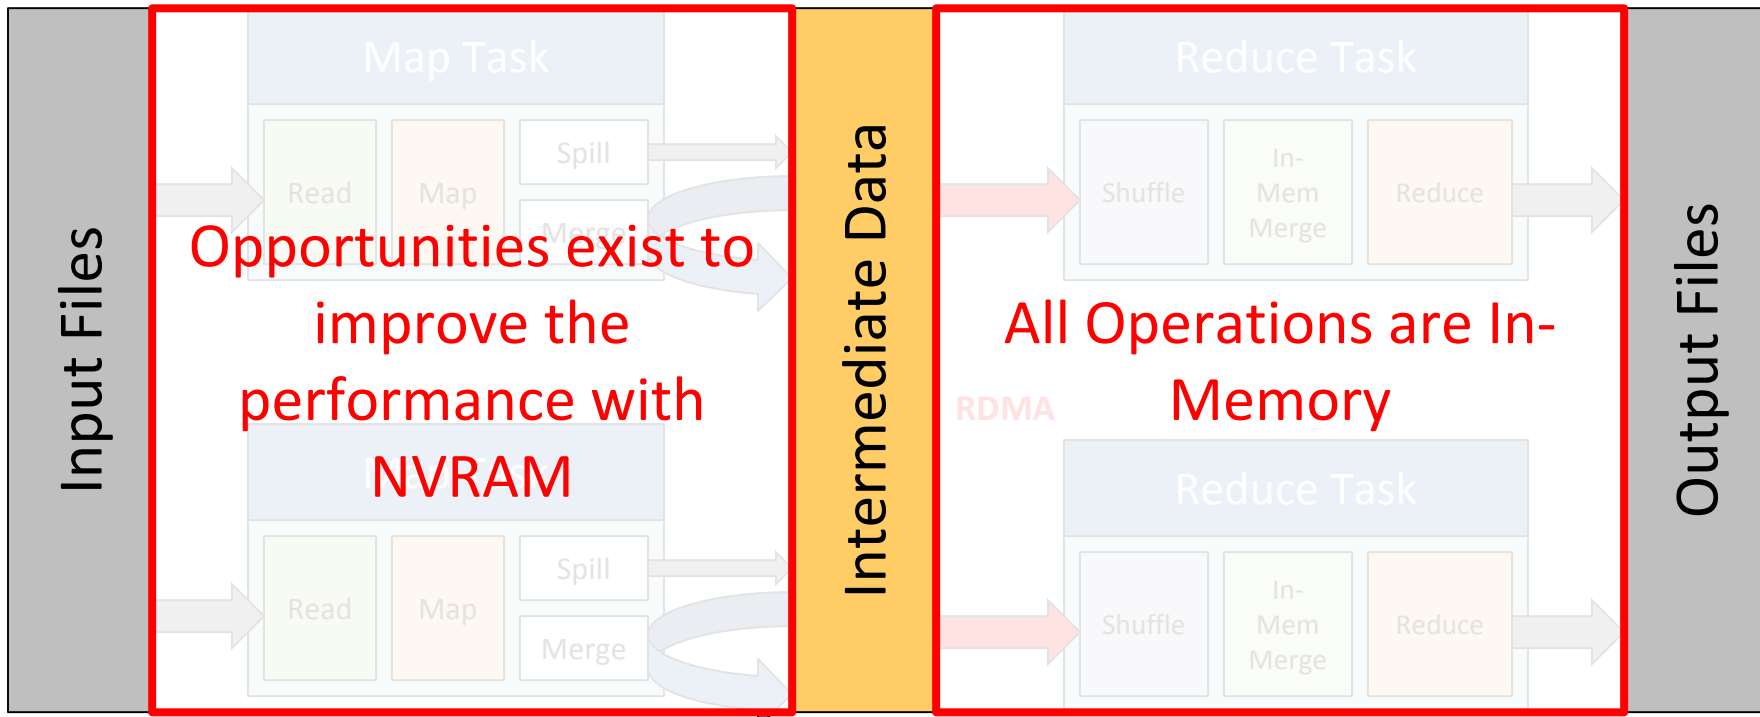 Input Files
Map Task
Read
Map
Spill
Merge
Opportunities exist to
improve the
performance with
NVRAM
Read
Map
Spill
Merge
Intermediate Data
Reduce Task
Shuffle
In-
Mem
Merge
Reduce
All Operations are In-
Memory
RDMA
Reduce Task
Shuffle
In-
Mem
Merge
Reduce
Output Files